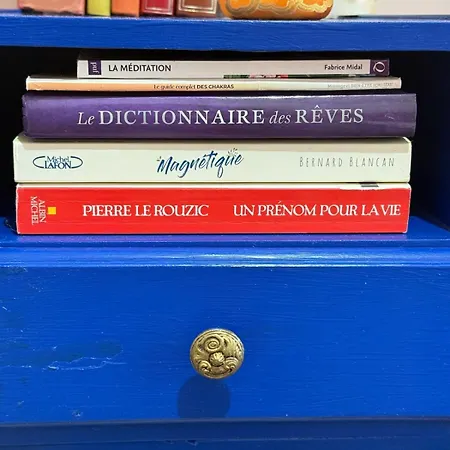 puf LA MÉDITATION Fabrice Midal Q
Le guide complet DES CHAKRAS
Le DICTIONNAIRE des RÊVES
Michel LAFON Magnétique BERNARD BLANCAN
ALBIN MICHEL PIERRE LE ROUZIC UN PRÉNOM POUR LA VIE